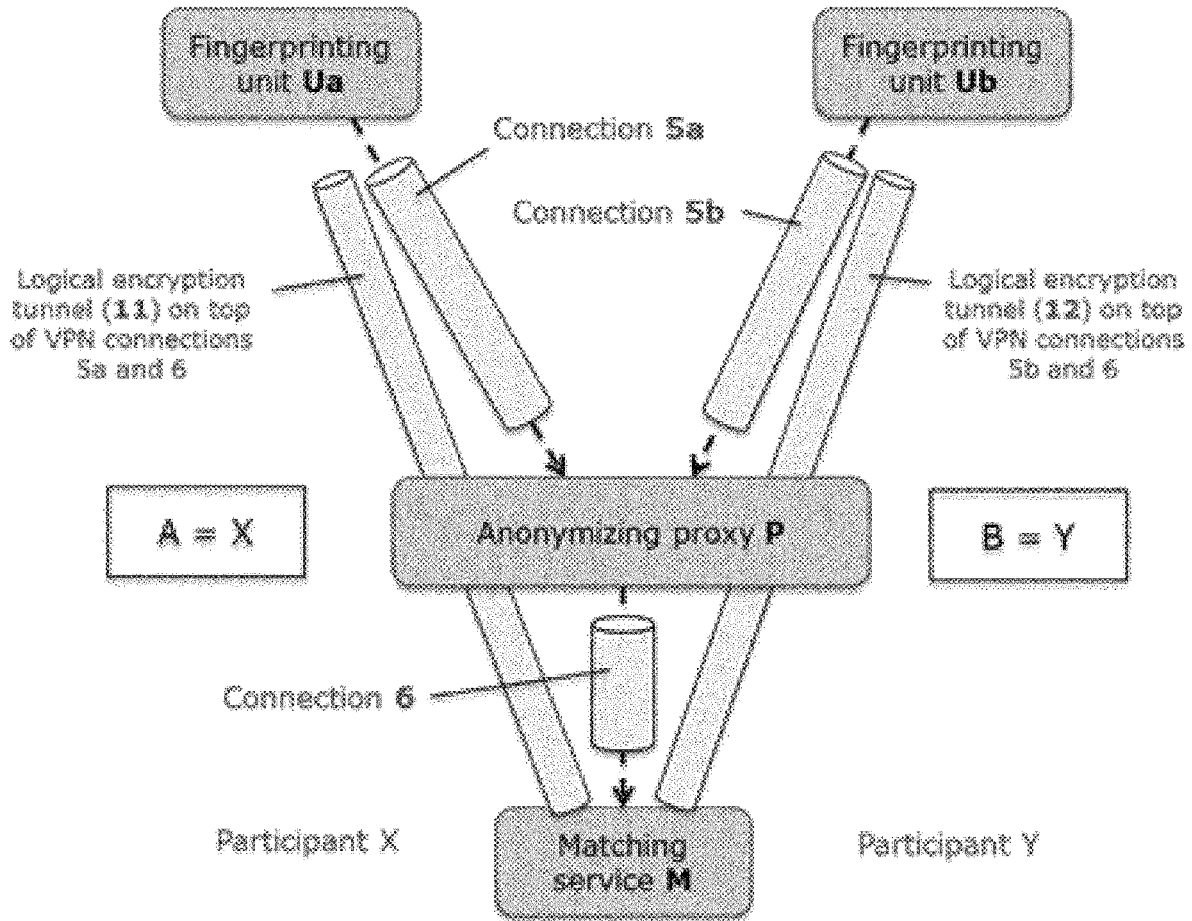 Fingerprinting
unit Ua
Fingerprinting
unit Ub
Connection 5a
Connection 5b
Logical encryption
tunnel (11) on top
of VPN connections
5a and 6
Logical encryption
tunnel (12) on top
of VPN connections
5b and 6
A = X
Anonymizing proxy P
B = Y
Connection 6
Participant X
Matching
service M
Participant Y